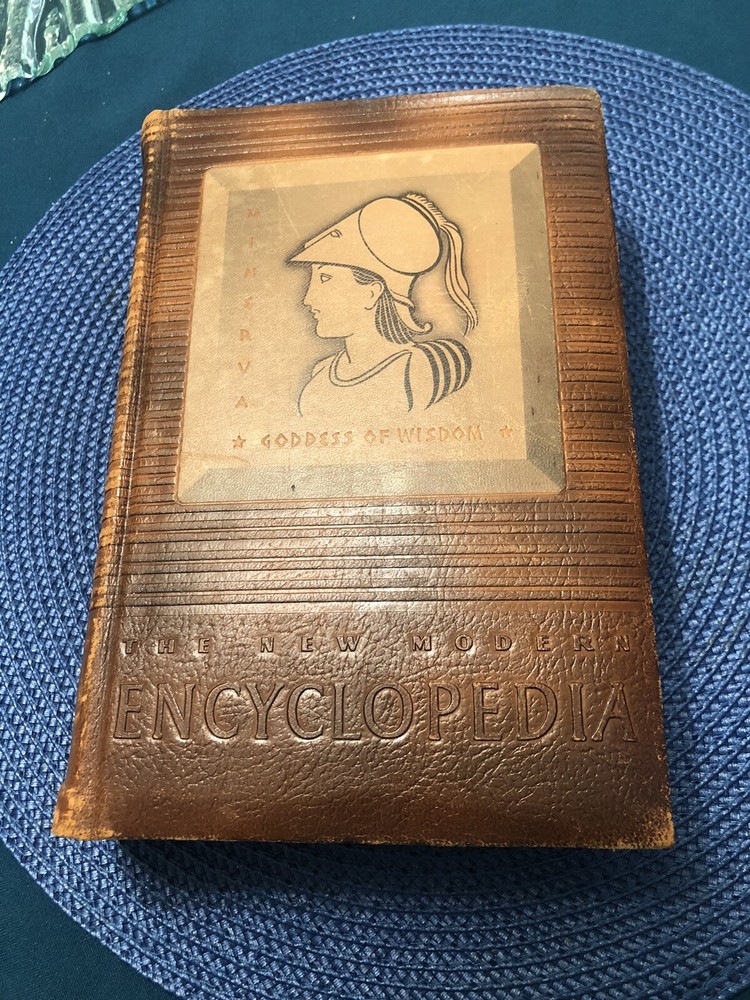 MINERVA
★ GODDESS OF WISDOM ★
THE NEW MODERN
ENCYCLOPEDIA